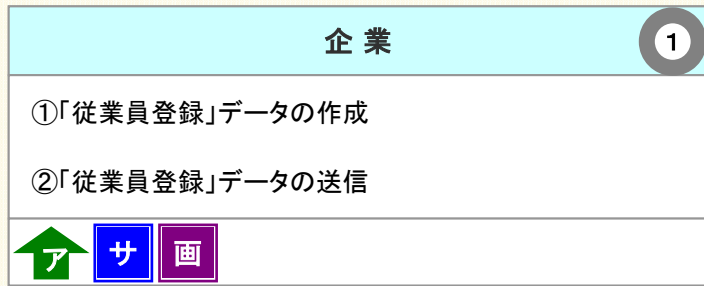 企 業
1
①「従業員登録」データの作成
②「従業員登録」データの送信
ア サ 画